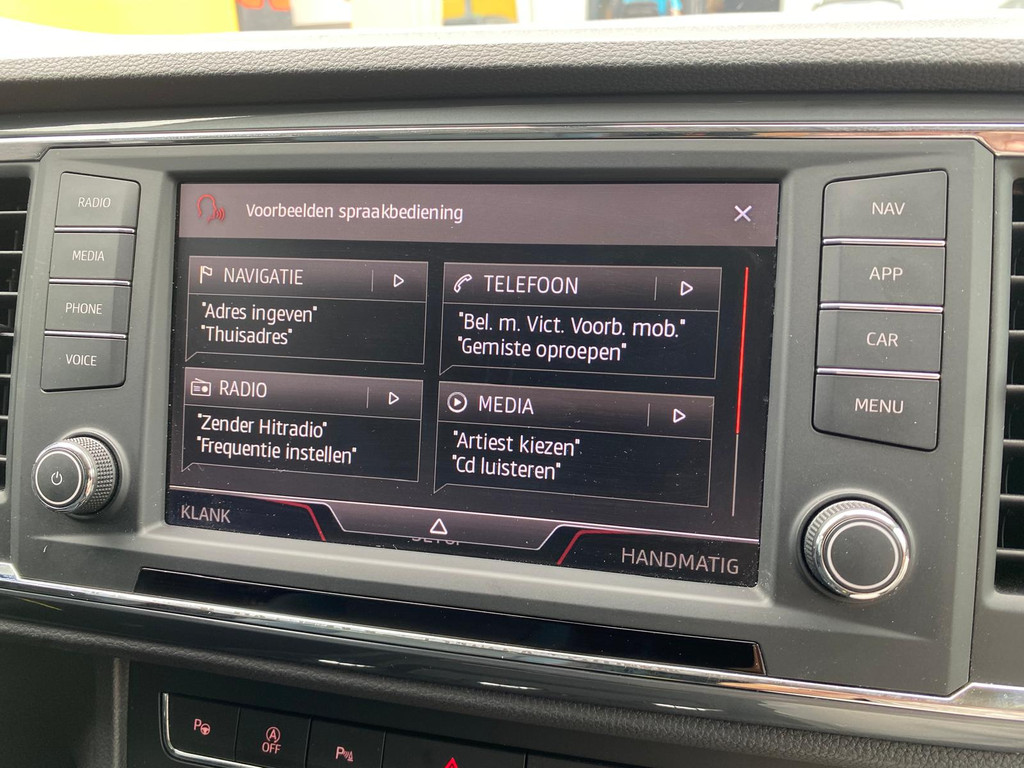 RADIO
MEDIA
PHONE
VOICE
Voorbeelden spraakbediening
NAVIGATIE
"Adres ingeven"
"Thuisadres"
TELEFOON
"Bel. m. Vict. Voorb. mob."
"Gemiste oproepen"
RADIO
"Zender Hitradio"
"Frequentie instellen"
MEDIA
"Artiest kiezen"
"Cd luisteren"
KLANK
HANDMATIG
NAV
APP
CAR
MENU
P
A
OFF
P